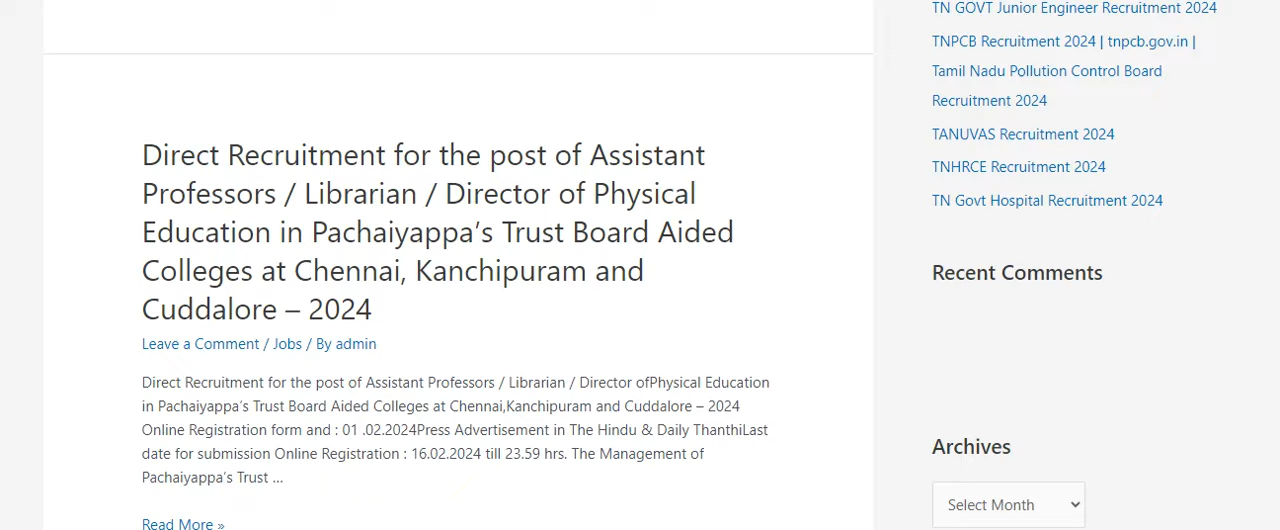 Direct Recruitment for the post of Assistant
Professors / Librarian / Director of Physical
Education in Pachaiyappa’s Trust Board Aided
Colleges at Chennai, Kanchipuram and
Cuddalore – 2024
Leave a Comment / Jobs / By admin
Direct Recruitment for the post of Assistant Professors / Librarian / Director ofPhysical Education
in Pachaiyappa’s Trust Board Aided Colleges at Chennai,Kanchipuram and Cuddalore – 2024
Online Registration form and : 01 .02.2024Press Advertisement in The Hindu & Daily ThanthiLast
date for submission Online Registration : 16.02.2024 till 23.59 hrs. The Management of
Pachaiyappa’s Trust …
Read More »
TN GOVT Junior Engineer Recruitment 2024
TNPCB Recruitment 2024 | tnpcb.gov.in |
Tamil Nadu Pollution Control Board
Recruitment 2024
TANUVAS Recruitment 2024
TNHRCE Recruitment 2024
TN Govt Hospital Recruitment 2024
Recent Comments
Archives
Select Month